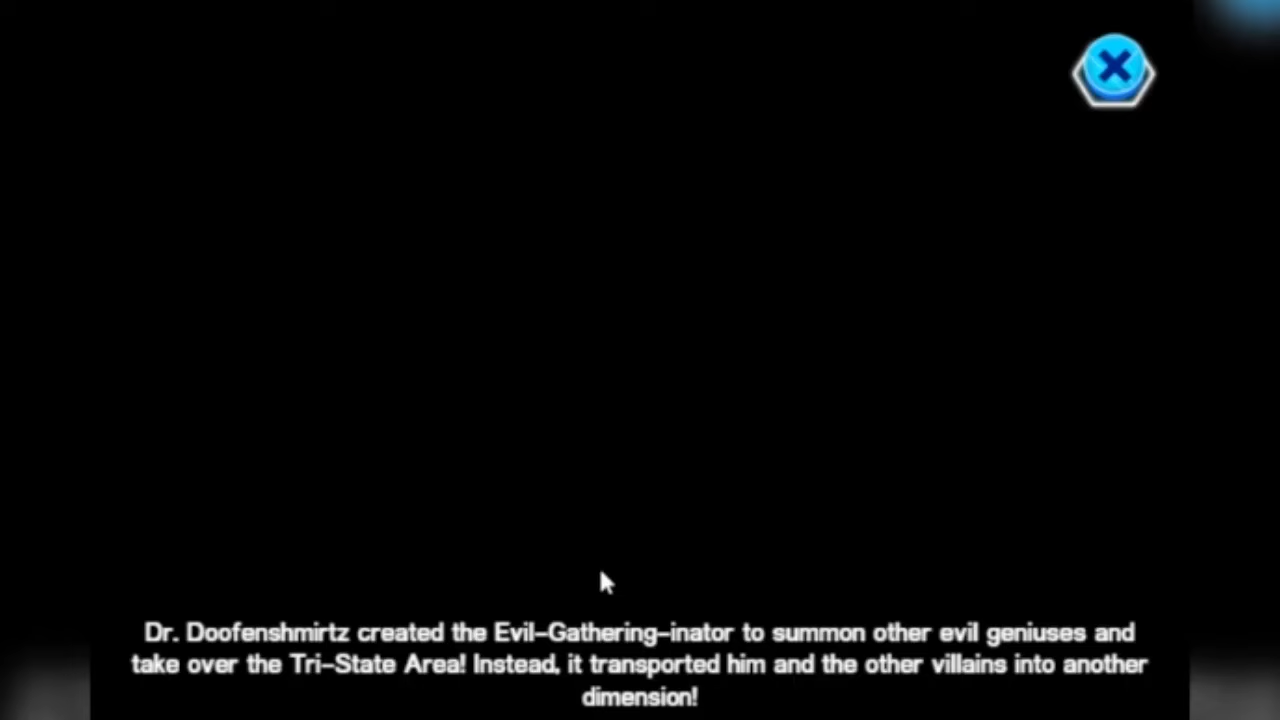 Dr. Doofenshmirtz created the Evil-Gathering-inator to summon other evil geniuses and
take over the Tri-State Area! Instead, it transported him and the other villains into another
dimension!